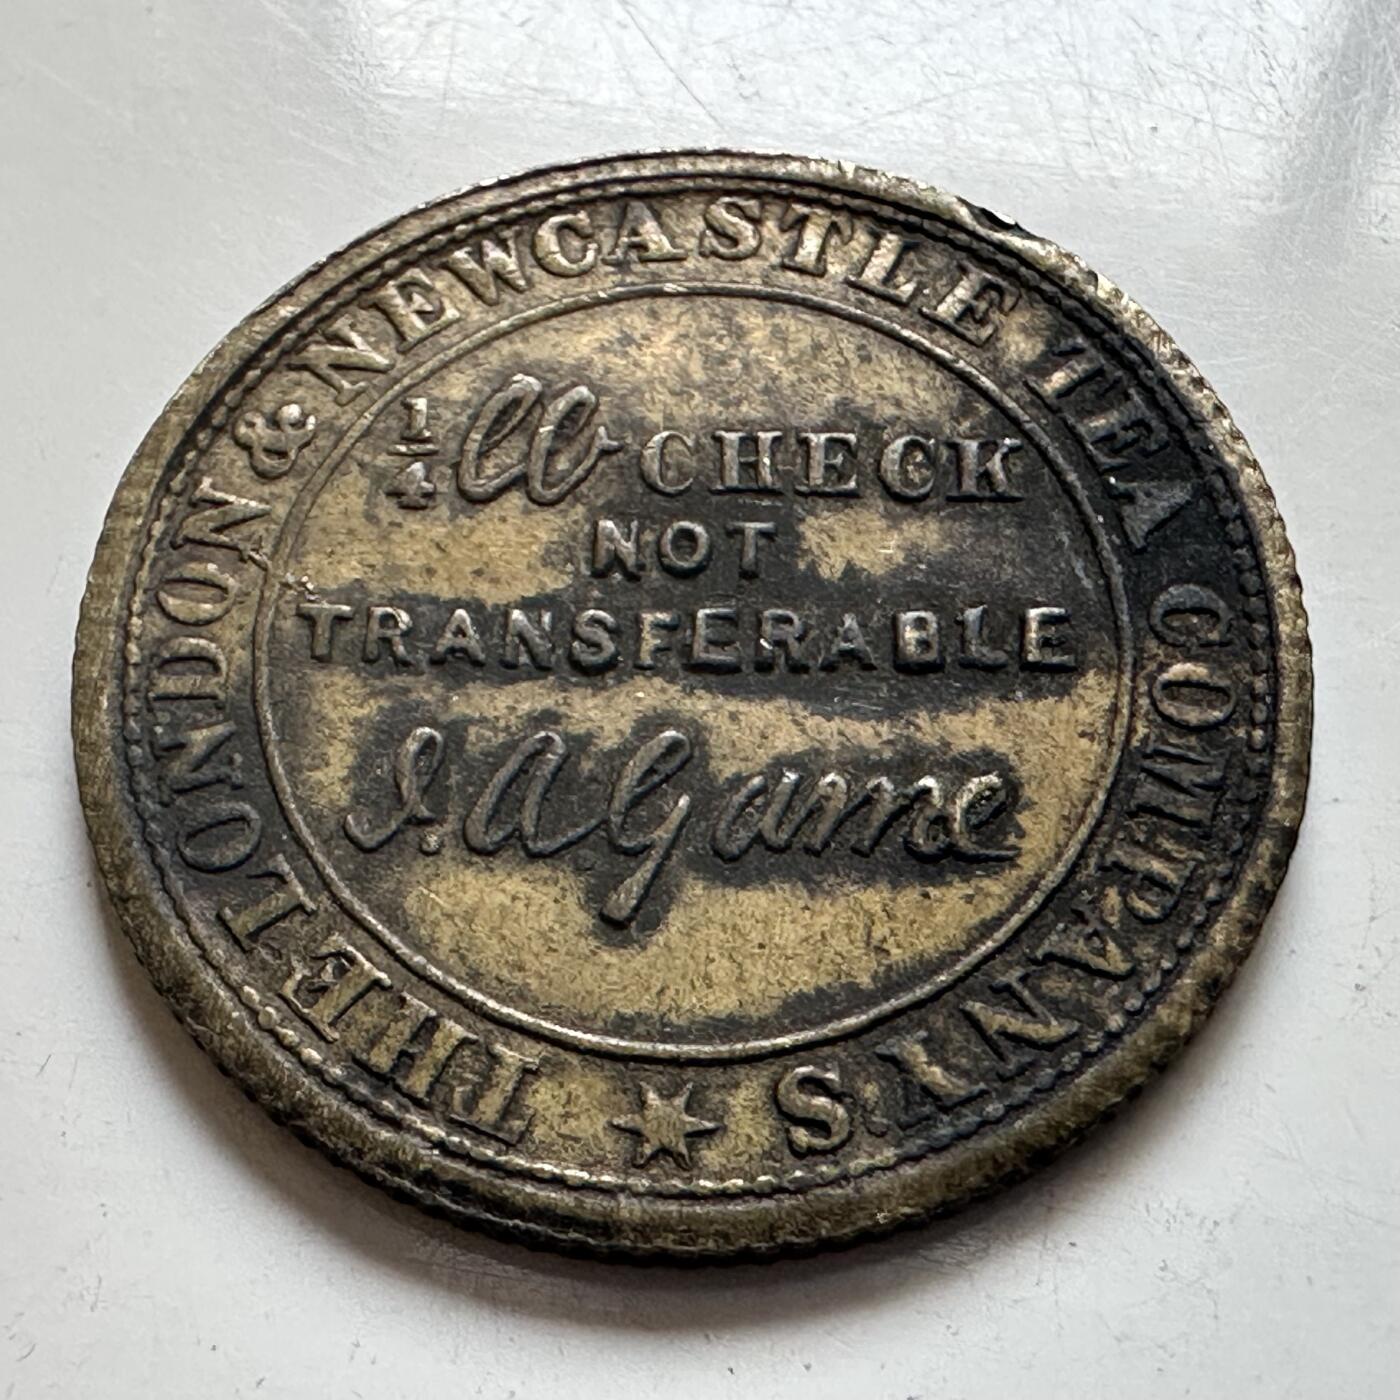 THE LONDON & NEWCASTLE TEA COMPANY'S
1/4 lb CHECK
NOT
TRANSFERABLE
I. A. Game